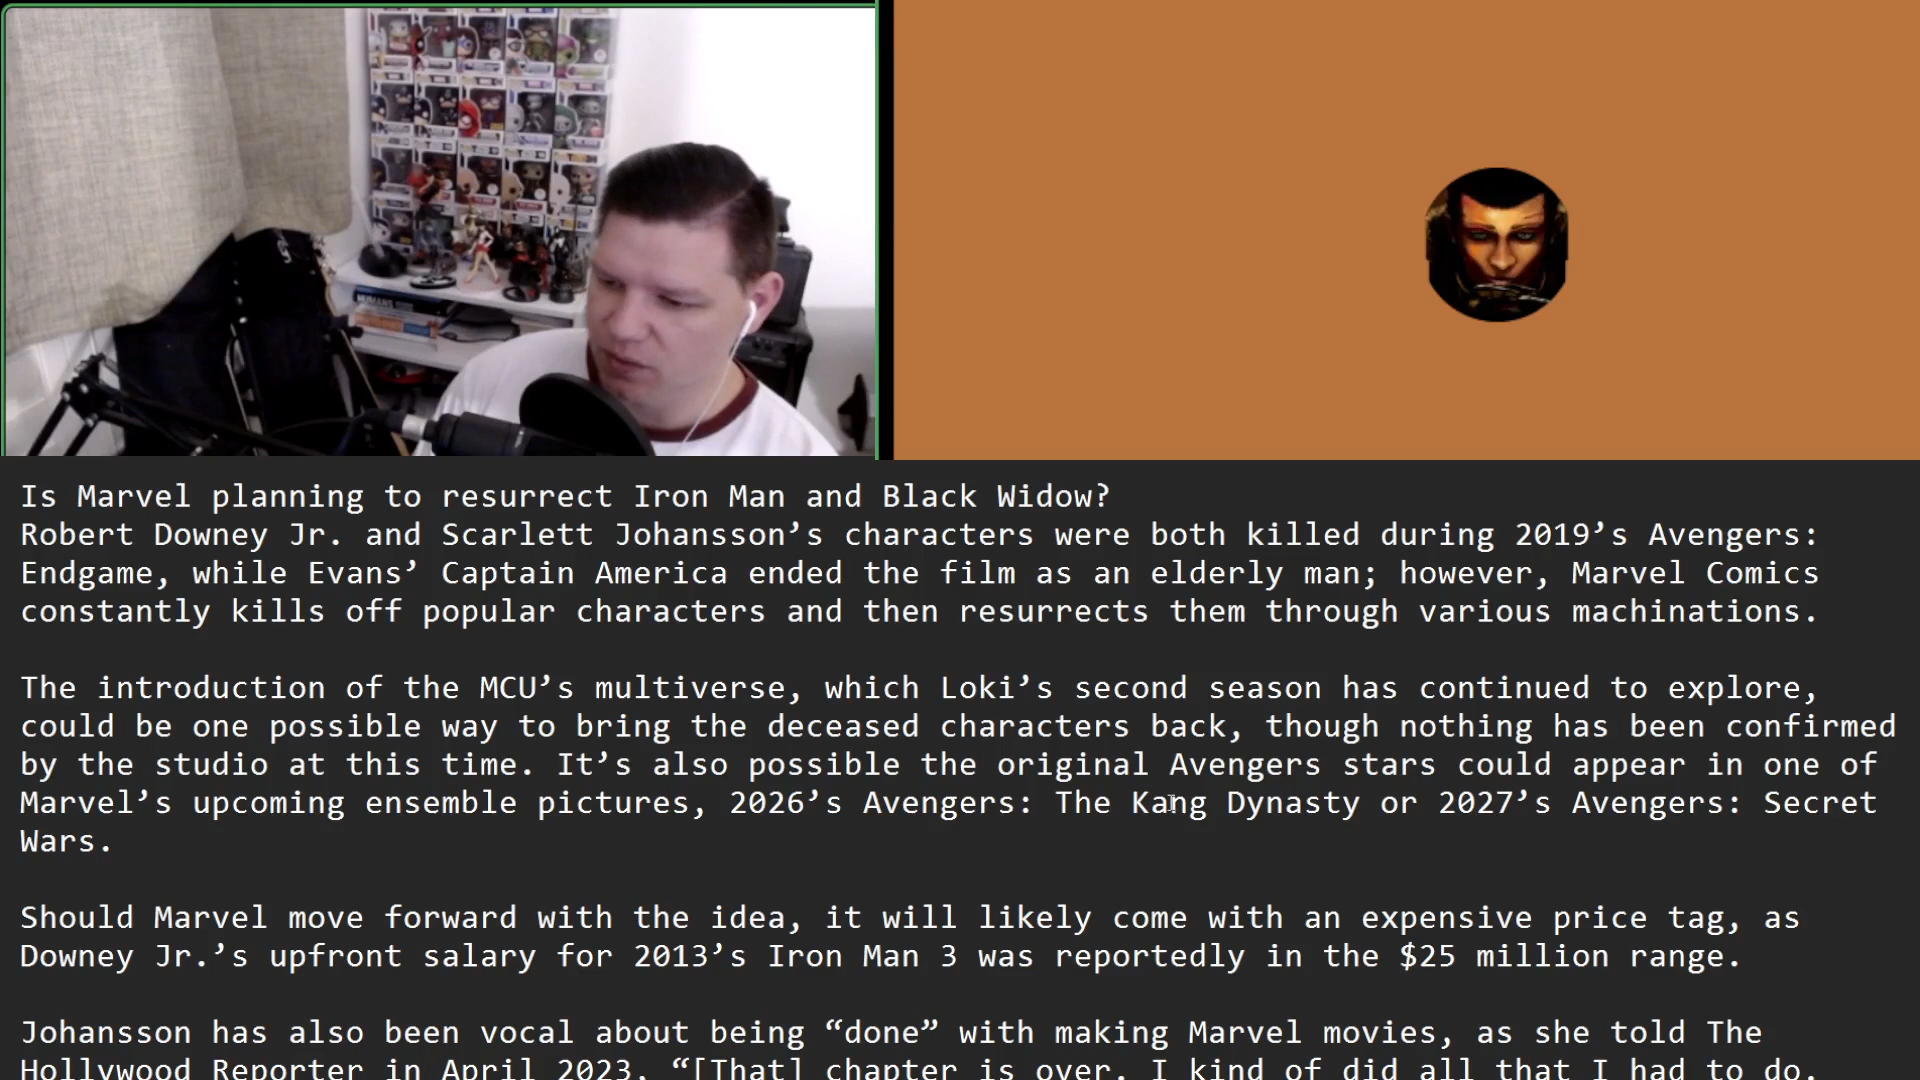 Is Marvel planning to resurrect Iron Man and Black Widow?
Robert Downey Jr. and Scarlett Johansson’s characters were both killed during 2019’s Avengers:
Endgame, while Evans’ Captain America ended the film as an elderly man; however, Marvel Comics
constantly kills off popular characters and then resurrects them through various machinations.
The introduction of the MCU’s multiverse, which Loki’s second season has continued to explore,
could be one possible way to bring the deceased characters back, though nothing has been confirmed
by the studio at this time. It’s also possible the original Avengers stars could appear in one of
Marvel’s upcoming ensemble pictures, 2026’s Avengers: The Kang Dynasty or 2027’s Avengers: Secret
Wars.
Should Marvel move forward with the idea, it will likely come with an expensive price tag, as
Downey Jr.’s upfront salary for 2013’s Iron Man 3 was reportedly in the $25 million range.
Johansson has also been vocal about being “done” with making Marvel movies, as she told The
Hollywood Reporter in April 2023, “[That] chapter is over. I kind of did all that I had to do.